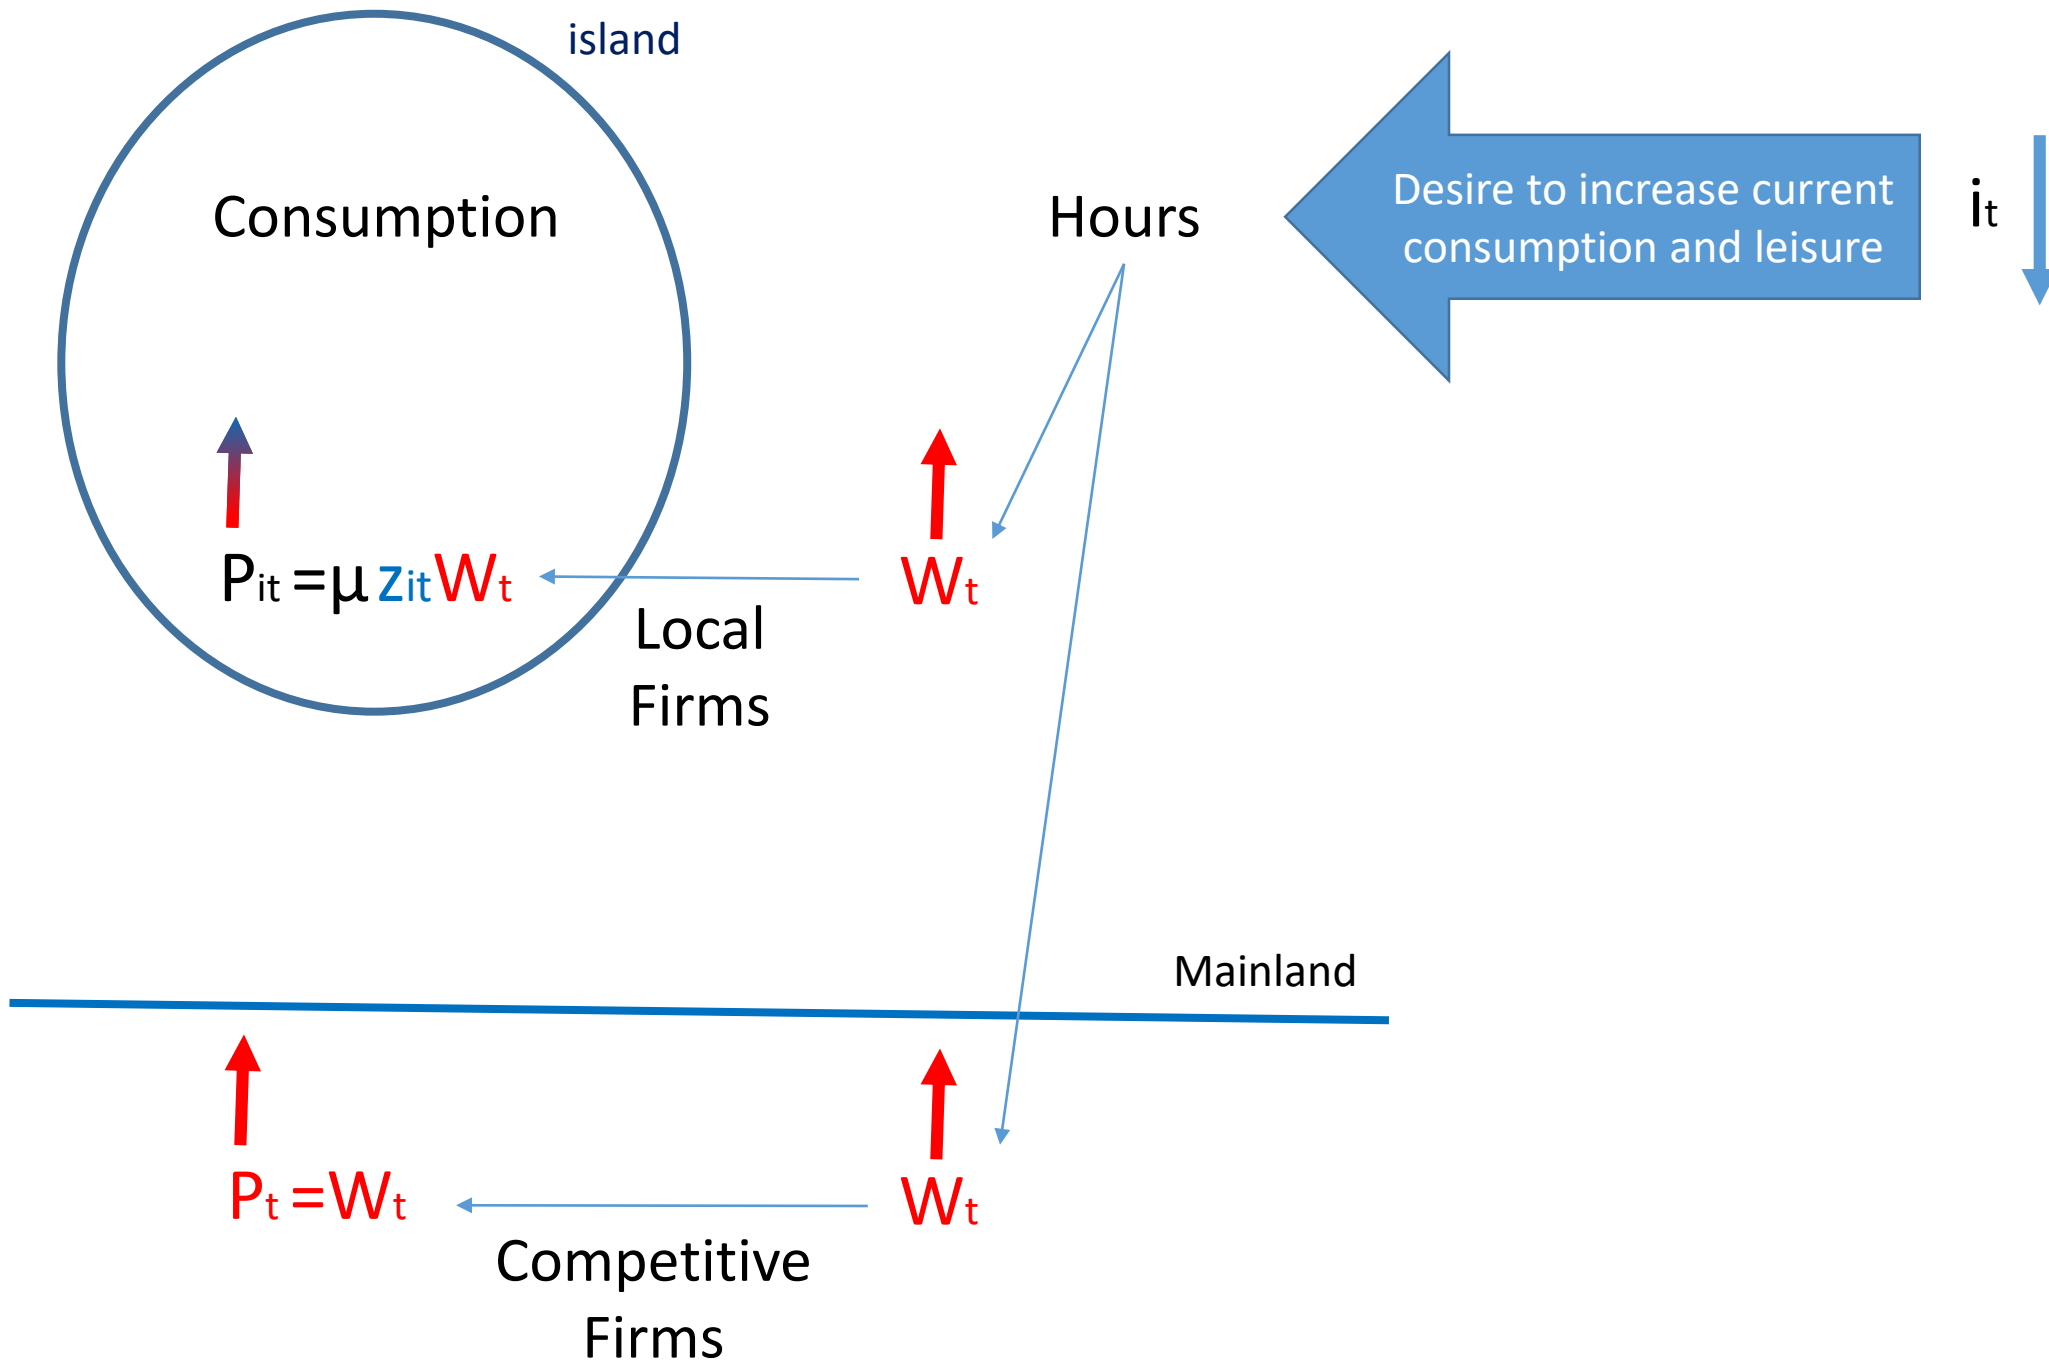 island
Consumption
Hours
Desire to increase current
consumption and leisure
it
Pit =μ zitWt
Wt
Local
Firms
Mainland
Pt =Wt
Wt
Competitive
Firms